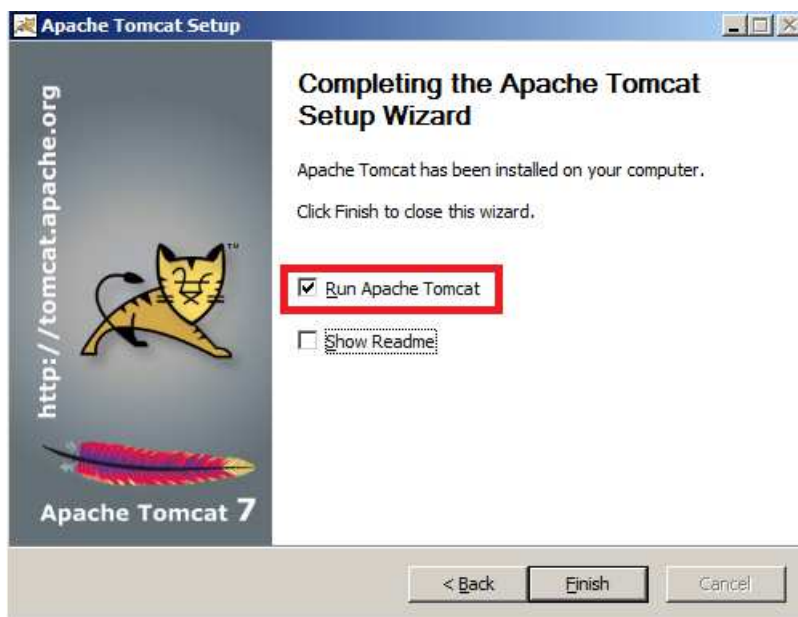 Apache Tomcat Setup
http://tomcat.apache.org
TM
Apache Tomcat 7
Completing the Apache Tomcat
Setup Wizard
Apache Tomcat has been installed on your computer.
Click Finish to close this wizard.
Run Apache Tomcat
Show Readme
< Back
Finish
Cancel